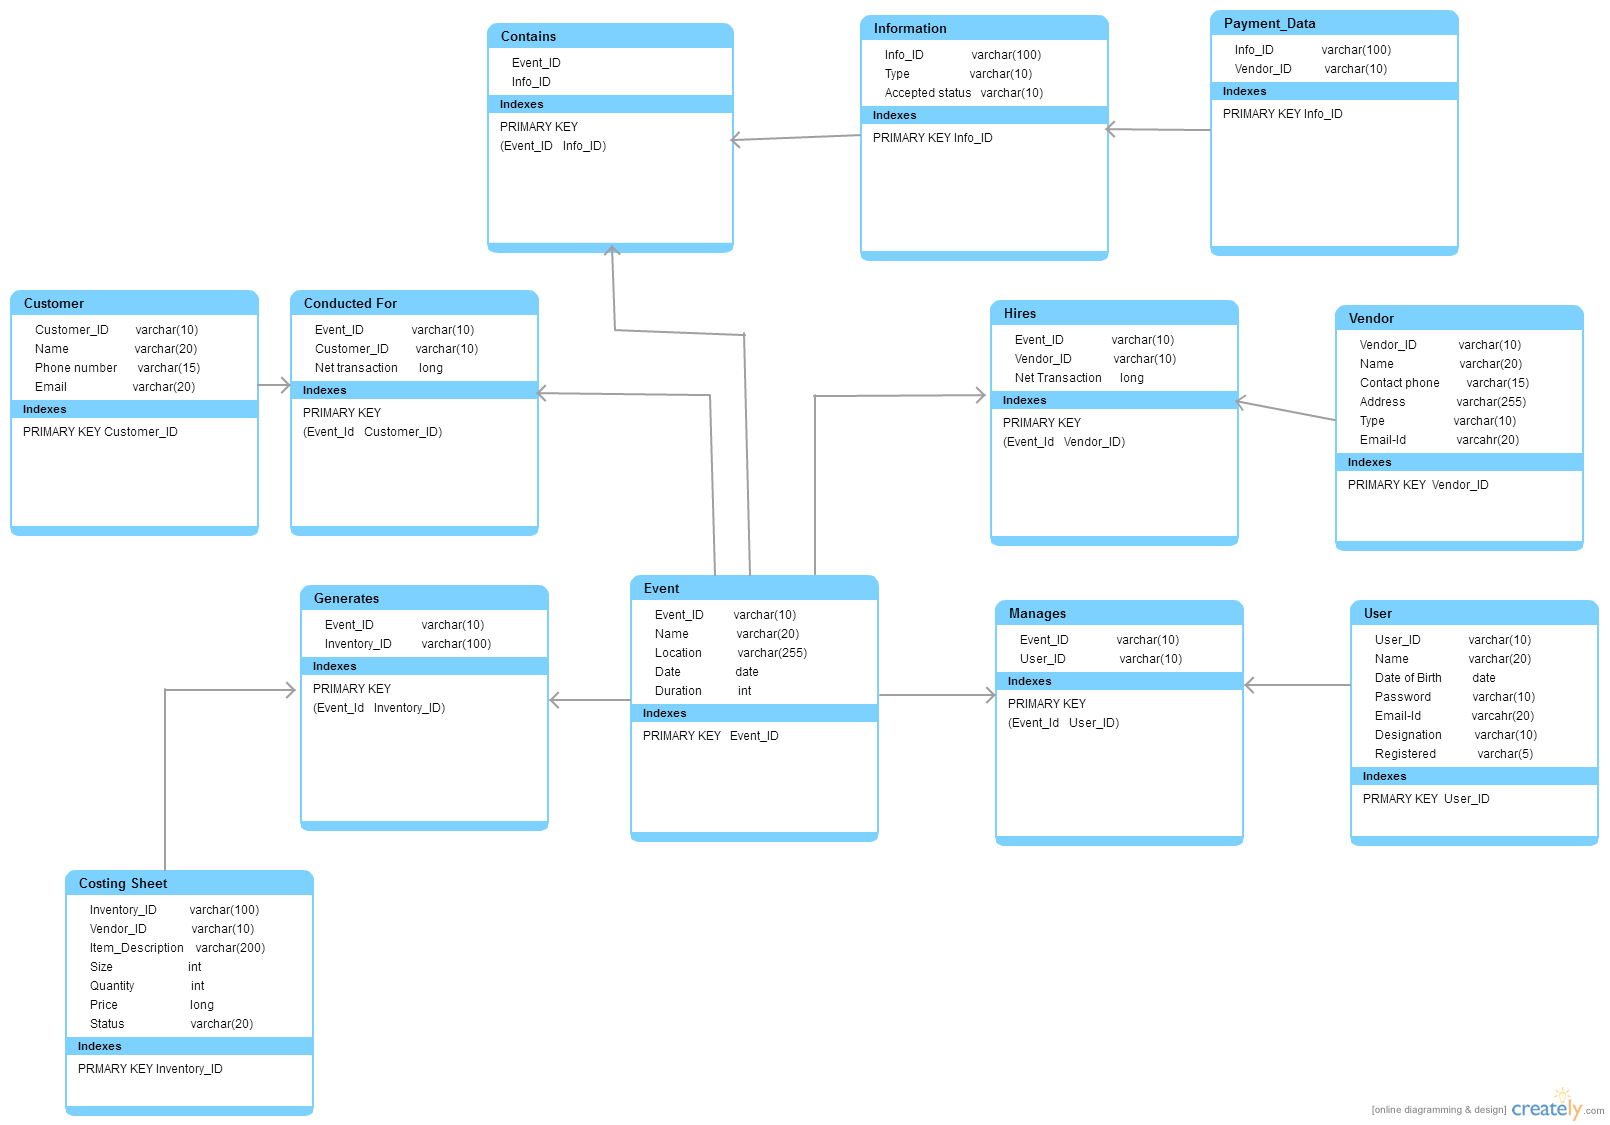 Contains
Event_ID
Info_ID
Indexes
PRIMARY KEY
(Event_ID Info_ID)
Information
Info_ID varchar(100)
Type varchar(10)
Accepted status varchar(10)
Indexes
PRIMARY KEY Info_ID
Payment_Data
Info_ID varchar(100)
Vendor_ID varchar(10)
Indexes
PRIMARY KEY Info_ID
Customer
Customer_ID varchar(10)
Name varchar(20)
Phone number varchar(15)
Email varchar(20)
Indexes
PRIMARY KEY Customer_ID
Conducted For
Event_ID varchar(10)
Customer_ID varchar(10)
Net transaction long
Indexes
PRIMARY KEY
(Event_Id Customer_ID)
Hires
Event_ID varchar(10)
Vendor_ID varchar(10)
Net Transaction long
Indexes
PRIMARY KEY
(Event_Id Vendor_ID)
Vendor
Vendor_ID varchar(10)
Name varchar(20)
Contact phone varchar(15)
Address varchar(255)
Type varchar(10)
Email-Id varcahr(20)
Indexes
PRIMARY KEY Vendor_ID
Generates
Event_ID varchar(10)
Inventory_ID varchar(100)
Indexes
PRIMARY KEY
(Event_Id Inventory_ID)
Event
Event_ID varchar(10)
Name varchar(20)
Location varchar(255)
Date date
Duration int
Indexes
PRIMARY KEY Event_ID
Manages
Event_ID varchar(10)
User_ID varchar(10)
Indexes
PRIMARY KEY
(Event_Id User_ID)
User
User_ID varchar(10)
Name varchar(20)
Date of Birth date
Password varchar(10)
Email-Id varcahr(20)
Designation varchar(10)
Registered varchar(5)
Indexes
PRMARY KEY User_ID
Costing Sheet
Inventory_ID varchar(100)
Vendor_ID varchar(10)
Item_Description varchar(200)
Size int
Quantity int
Price long
Status varchar(20)
Indexes
PRMARY KEY Inventory_ID
[online diagramming & design] creately.com